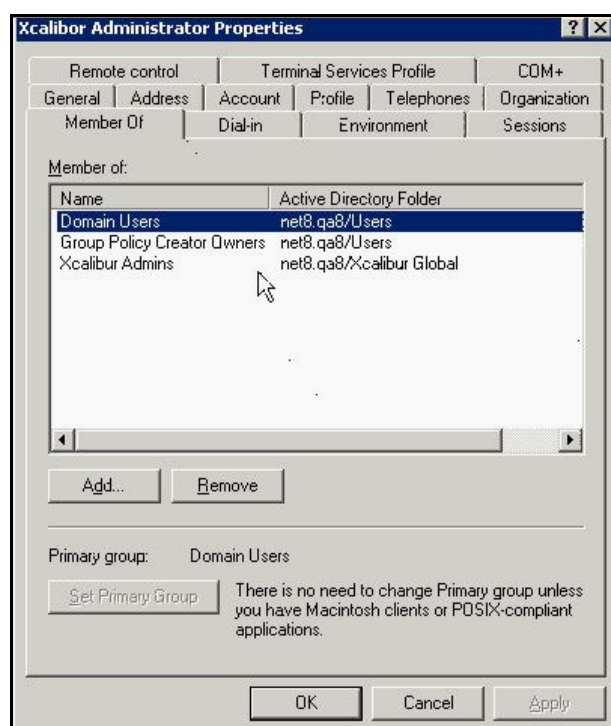 Xcalibor Administrator Properties
Remote control Terminal Services Profile COM+
General Address Account Profile Telephones Organization
Member Of Dial-in Environment Sessions
Member of:
Name Active Directory Folder
Domain Users net8.qa8/Users
Group Policy Creator Owners net8.qa8/Users
Xcalibur Admins net8.qa8/Xcalibur Global
Add... Remove
Primary group: Domain Users
Set Primary Group
There is no need to change Primary group unless
you have Macintosh clients or POSIX-compliant
applications.
OK Cancel Apply